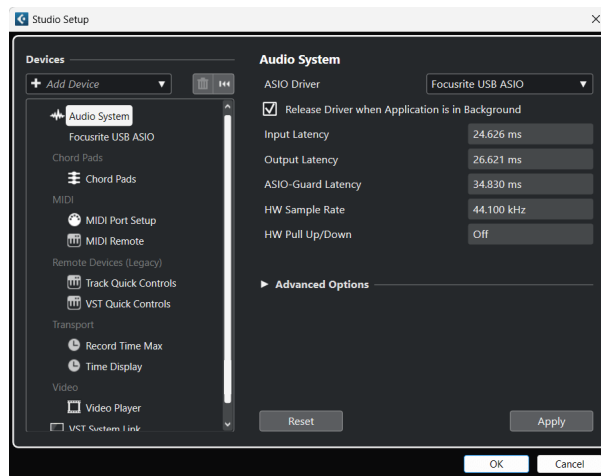 Studio Setup
Devices
Add Device
Audio System
Focusrite USB ASIO
Chord Pads
Chord Pads
MIDI
MIDI Port Setup
MIDI Remote
Remote Devices (Legacy)
Track Quick Controls
VST Quick Controls
Transport
Record Time Max
Time Display
Video
Video Player
VST System Link
Audio System
ASIO Driver Focusrite USB ASIO
Release Driver when Application is in Background
Input Latency 24.626 ms
Output Latency 26.621 ms
ASIO-Guard Latency 34.830 ms
HW Sample Rate 44.100 kHz
HW Pull Up/Down Off
Advanced Options
Reset Apply
OK Cancel